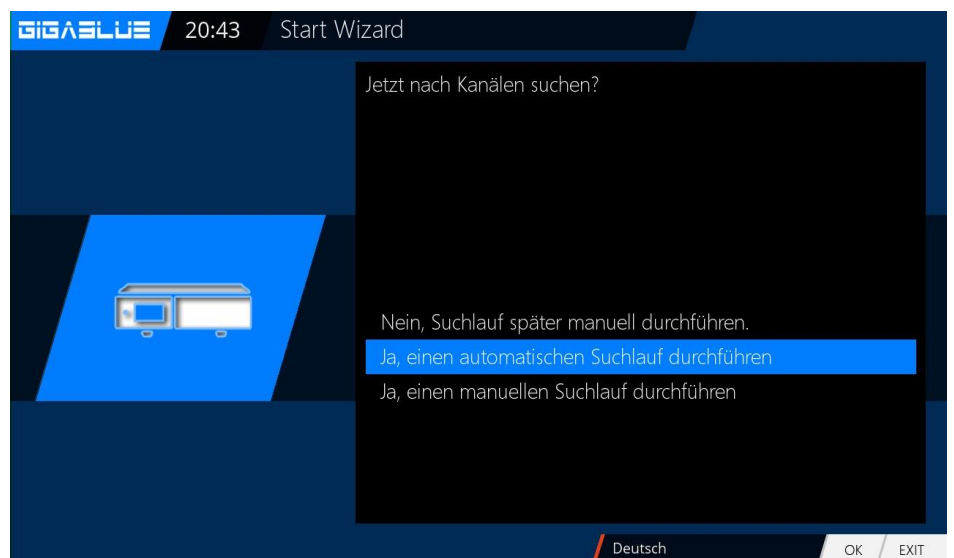 GIGABLUE 20:43 Start Wizard
Jetzt nach Kanälen suchen?
Nein, Suchlauf später manuell durchführen.
Ja, einen automatischen Suchlauf durchführen
Ja, einen manuellen Suchlauf durchführen
Deutsch OK EXIT